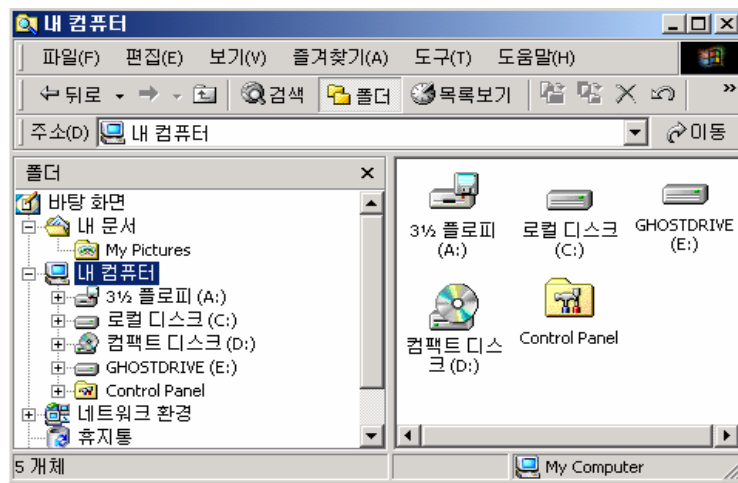 내 컴퓨터
파일(F) 편집(E) 보기(V) 즐겨찾기(A) 도구(T) 도움말(H)
뒤로 검색 폴더 목록보기 »
주소(D) 내 컴퓨터 이동
폴더
바탕 화면
내 문서
My Pictures
내 컴퓨터
3½ 플로피 (A:)
로컬 디스크 (C:)
컴팩트 디스크 (D:)
GHOSTDRIVE (E:)
Control Panel
네트워크 환경
휴지통
3½ 플로피
(A:)
로컬 디스크
(C:)
GHOSTDRIVE
(E:)
컴팩트 디스
크 (D:)
Control Panel
5 개체
My Computer